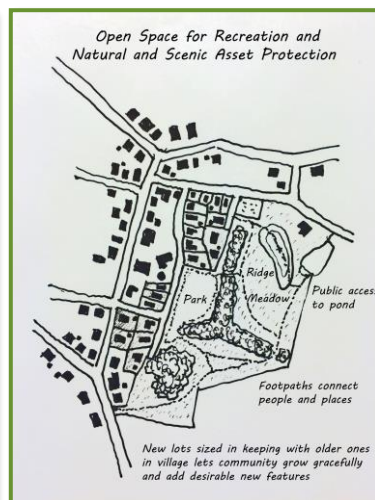 Open Space for Recreation and
Natural and Scenic Asset Protection
Ridge
Park
Meadow
Public access
to pond
Footpaths connect
people and places
New lots sized in keeping with older ones
in village lets community grow gracefully
and add desirable new features